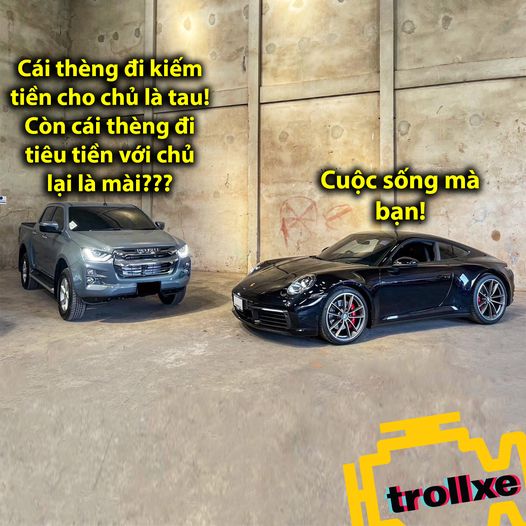 Cái thèng đi kiếm
tiền cho chủ là tau!
Còn cái thèng đi
tiêu tiền với chủ
lại là mài???
Cuộc sống mà
bạn!
trollxe